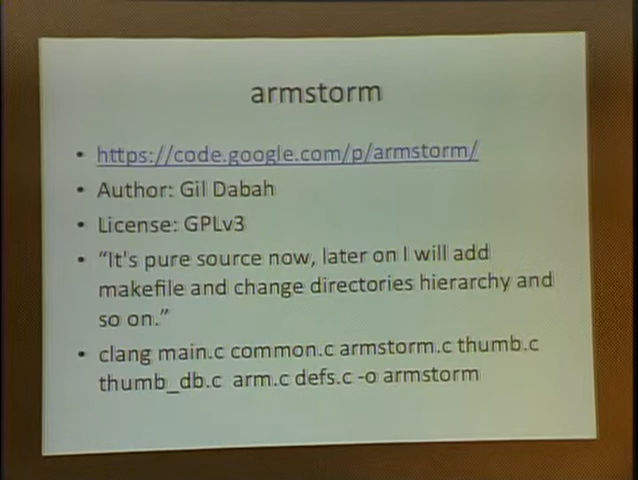 armstorm
• https://code.google.com/p/armstorm/
• Author: Gil Dabah
• License: GPLv3
• “It's pure source now, later on I will add
makefile and change directories hierarchy and
so on.”
• clang main.c common.c armstorm.c thumb.c
thumb_db.c arm.c defs.c -o armstorm